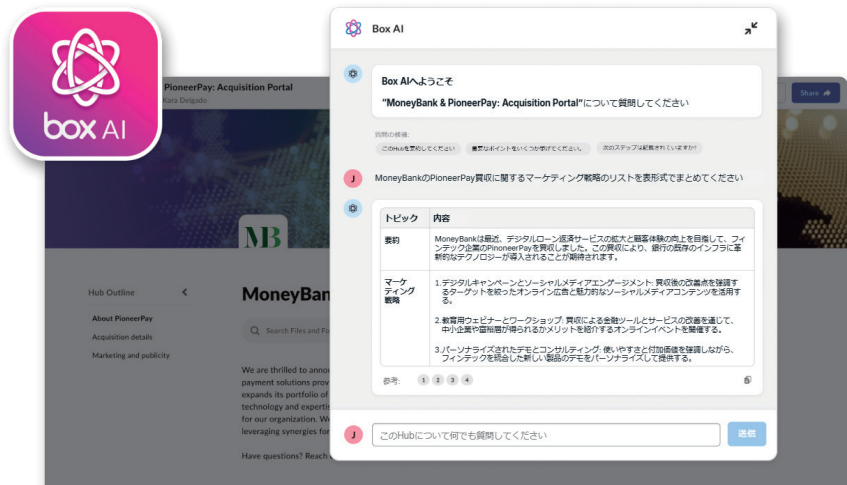 box AI
PioneerPay: Acquisition Portal
Kara Delgado
Share
MB
Hub Outline
About PioneerPay
Acquisition details
Marketing and publicity
MoneyBan
Search Files and Fo
We are thrilled to annou
payment solutions prov
expands its portfolio of
technology and expertis
for our organization. We
leveraging synergies for
Have questions? Reach
Box AI
Box AIへようこそ
"MoneyBank & PioneerPay: Acquisition Portal"について質問してください
質問の候補:
このHubを要約してください
重要なポイントをいくつか挙げてください。
次のステップは記載されていますか?
J
MoneyBankのPioneerPay買収に関するマーケティング戦略のリストを表形式でまとめてください
トピック 内容
要約
MoneyBankは最近、デジタルローン返済サービスの拡大と顧客体験の向上を目指して、フィ
ンテック企業のPinoneerPayを買収しました。この買収により、銀行の既存のインフラに革
新的なテクノロジーが導入されることが期待されます。
マーケ
ティング
戦略
1.デジタルキャンペーンとソーシャルメディアエンゲージメント: 買収後の改善点を強調す
るターゲットを絞ったオンライン広告と魅力的なソーシャルメディアコンテンツを活用す
る。
2.教育用ウェビナーとワークショップ: 買収による金融ツールとサービスの改善を通じて、
中小企業や富裕層が得られるかメリットを紹介するオンラインイベントを開催する。
3.パーソナライズされたデモとコンサルティング: 使いやすさと付加価値を強調しながら、
フィンテックを統合した新しい製品のデモをパーソナライズして提供する。
参考: 1 2 3 4
J
このHubについて何でも質問してください
送信